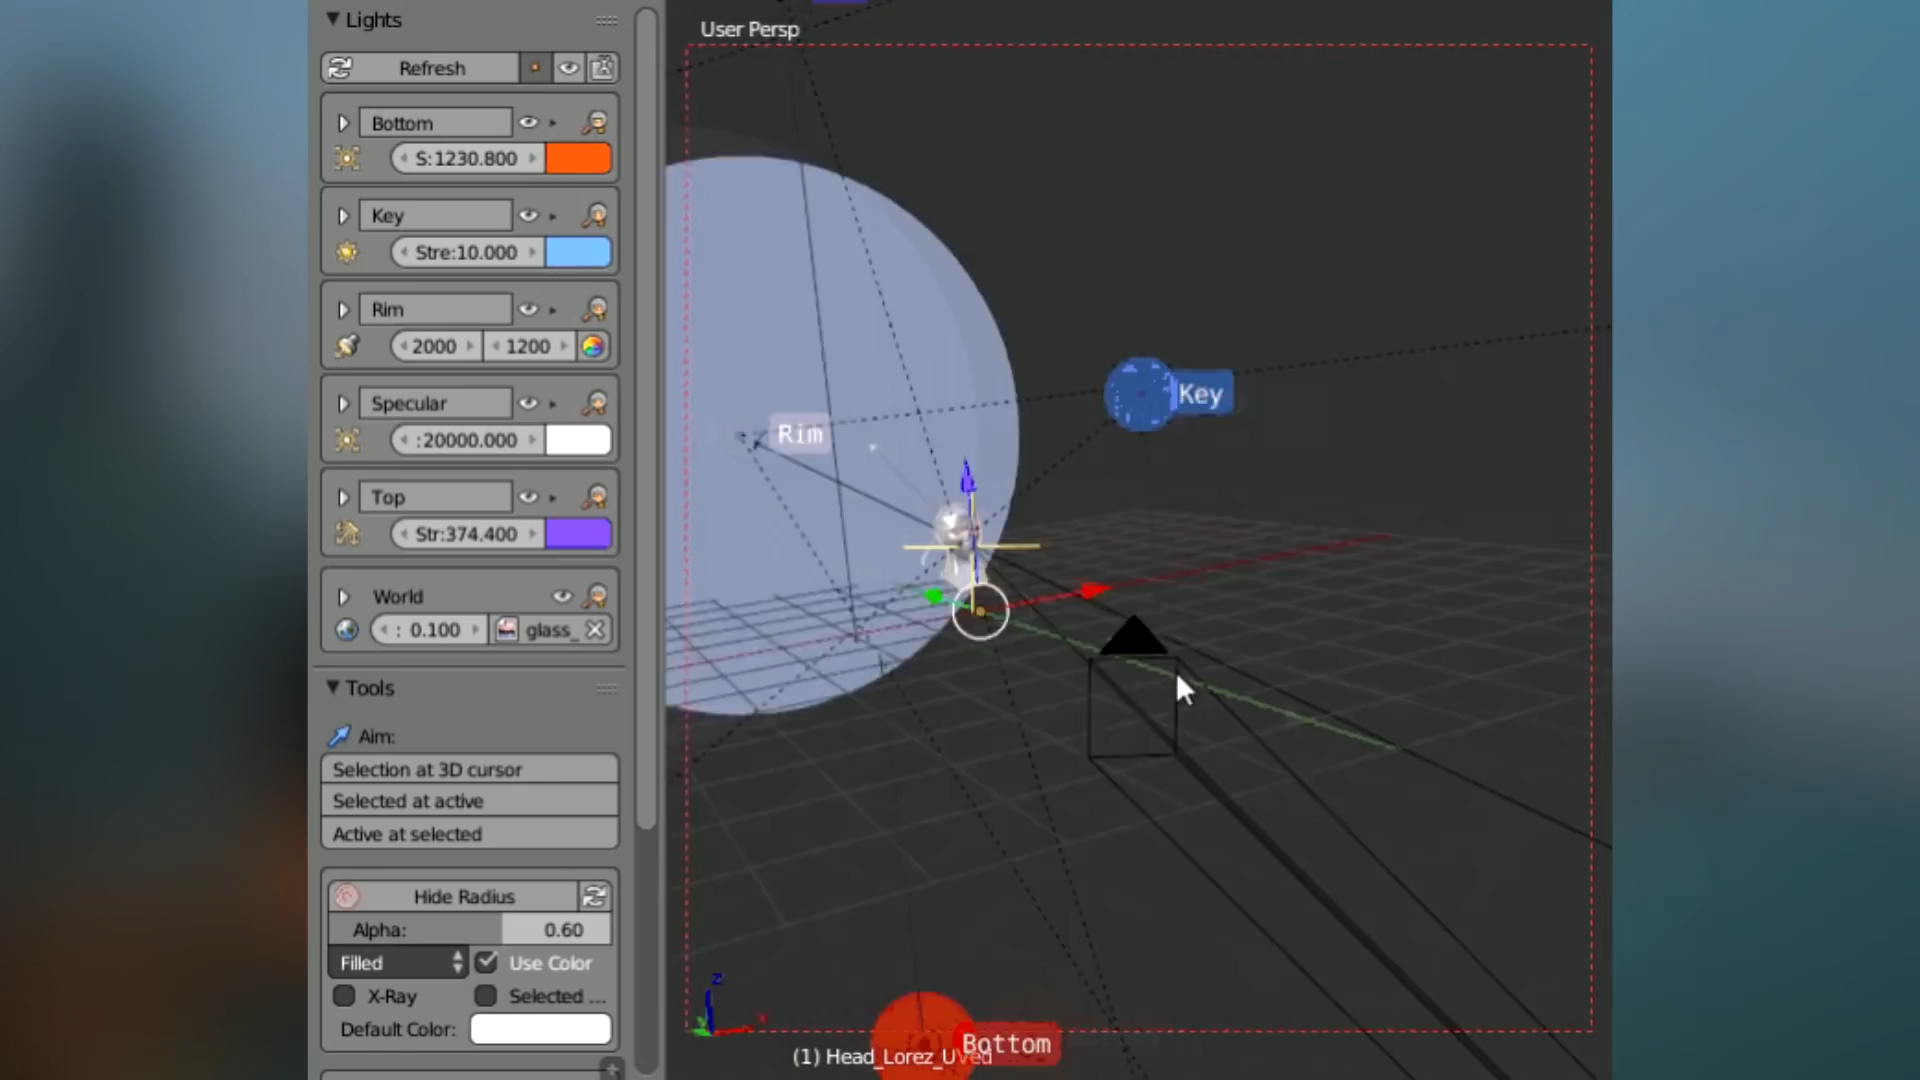 Lights
Refresh
Bottom
S:1230.800
Key
Stre:10.000
Rim
2000 1200
Specular
:20000.000
Top
Str:374.400
World
: 0.100 glass_
Tools
Aim:
Selection at 3D cursor
Selected at active
Active at selected
Hide Radius
Alpha: 0.60
Filled Use Color
X-Ray Selected ...
Default Color:
User Persp
Key
Rim
Z
Bottom
(1) Head_Lorez_UVed